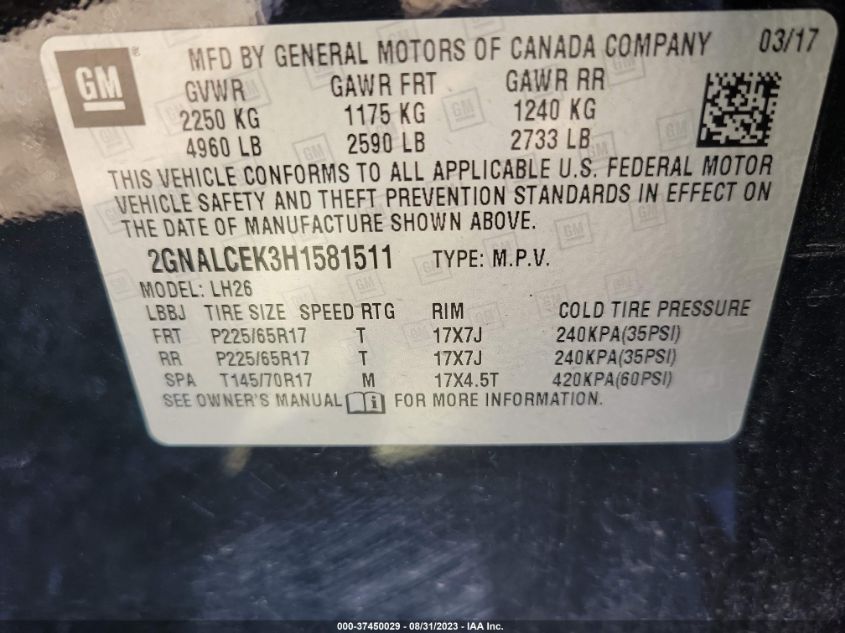 GM ® MFD BY GENERAL MOTORS OF CANADA COMPANY 03/17
GVWR GAWR FRT GAWR RR
2250 KG 1175 KG 1240 KG
4960 LB 2590 LB 2733 LB
THIS VEHICLE CONFORMS TO ALL APPLICABLE U.S. FEDERAL MOTOR
VEHICLE SAFETY AND THEFT PREVENTION STANDARDS IN EFFECT ON
THE DATE OF MANUFACTURE SHOWN ABOVE.
2GNALCEK3H1581511 TYPE: M.P.V.
MODEL: LH26
LBBJ TIRE SIZE SPEED RTG RIM COLD TIRE PRESSURE
FRT P225/65R17 T 17X7J 240KPA(35PSI)
RR P225/65R17 T 17X7J 240KPA(35PSI)
SPA T145/70R17 M 17X4.5T 420KPA(60PSI)
SEE OWNER'S MANUAL i FOR MORE INFORMATION.
000-37450029 - 08/31/2023 - IAA Inc.